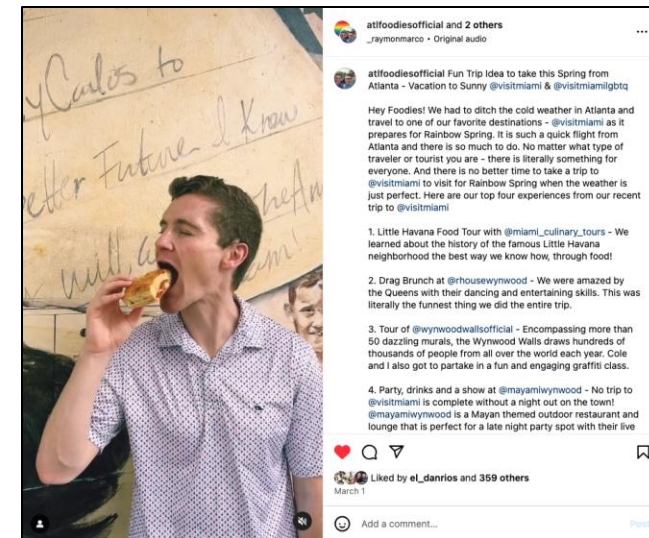 y Carlos to
etter Future I Know
will a
am!
atlfoodiesofficial and 2 others
_raymonmarco • Original audio
atlfoodiesofficial Fun Trip Idea to take this Spring from
Atlanta - Vacation to Sunny @visitmiami & @visitmiamilgbtq
Hey Foodies! We had to ditch the cold weather in Atlanta and
travel to one of our favorite destinations - @visitmiami as it
prepares for Rainbow Spring. It is such a quick flight from
Atlanta and there is so much to do. No matter what type of
traveler or tourist you are - there is literally something for
everyone. And there is no better time to take a trip to
@visitmiami to visit for Rainbow Spring when the weather is
just perfect. Here are our top four experiences from our recent
trip to @visitmiami
1. Little Havana Food Tour with @miami_culinary_tours - We
learned about the history of the famous Little Havana
neighborhood the best way we know how, through food!
2. Drag Brunch at @rhousewynwood - We were amazed by
the Queens with their dancing and entertaining skills. This was
literally the funnest thing we did the entire trip.
3. Tour of @wynwoodwallsofficial - Encompassing more than
50 dazzling murals, the Wynwood Walls draws hundreds of
thousands of people from all over the world each year. Cole
and I also got to partake in a fun and engaging graffiti class.
4. Party, drinks and a show at @mayamiwynwood - No trip to
@visitmiami is complete without a night out on the town!
@mayamiwynwood is a Mayan themed outdoor restaurant and
lounge that is perfect for a late night party spot with their live
Liked by el_danrios and 359 others
March 1
Add a comment...
Post